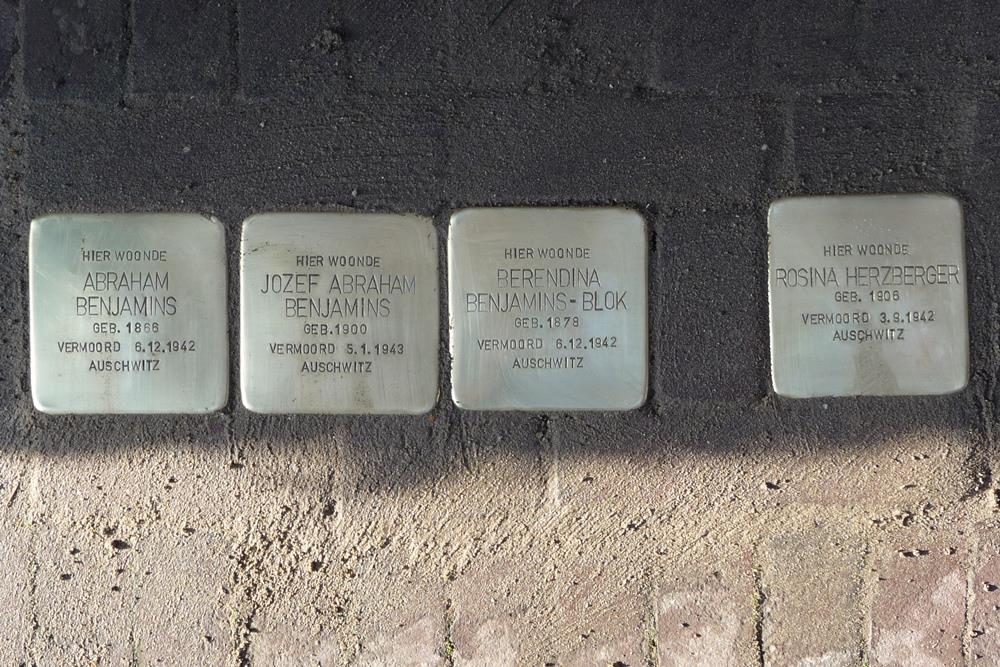 HIER WOONDE
ABRAHAM
BENJAMINS
GEB. 1866
VERMOORD 6.12.1942
AUSCHWITZ
HIER WOONDE
JOZEF ABRAHAM
BENJAMINS
GEB.1900
VERMOORD 5.1.1943
AUSCHWITZ
HIER WOONDE
BERENDINA
BENJAMINS-BLOK
GEB.1878
VERMOORD 6.12.1942
AUSCHWITZ
HIER WOONDE
ROSINA HERZBERGER
GEB. 1906
VERMOORD 3.9.1942
AUSCHWITZ